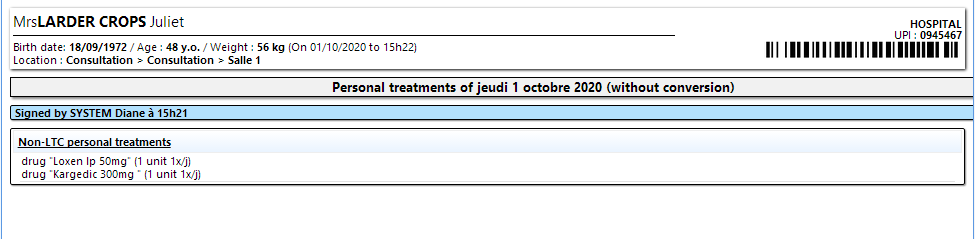 MrsLARDER CROPS Juliet
HOSPITAL
UPI : 0945467
Birth date: 18/09/1972 / Age : 48 y.o. / Weight : 56 kg (On 01/10/2020 to 15h22)
Location : Consultation > Consultation > Salle 1
Personal treatments of jeudi 1 octobre 2020 (without conversion)
Signed by SYSTEM Diane à 15h21
Non-LTC personal treatments
drug "Loxen lp 50mg" (1 unit 1x/j)
drug "Kargedic 300mg " (1 unit 1x/j)